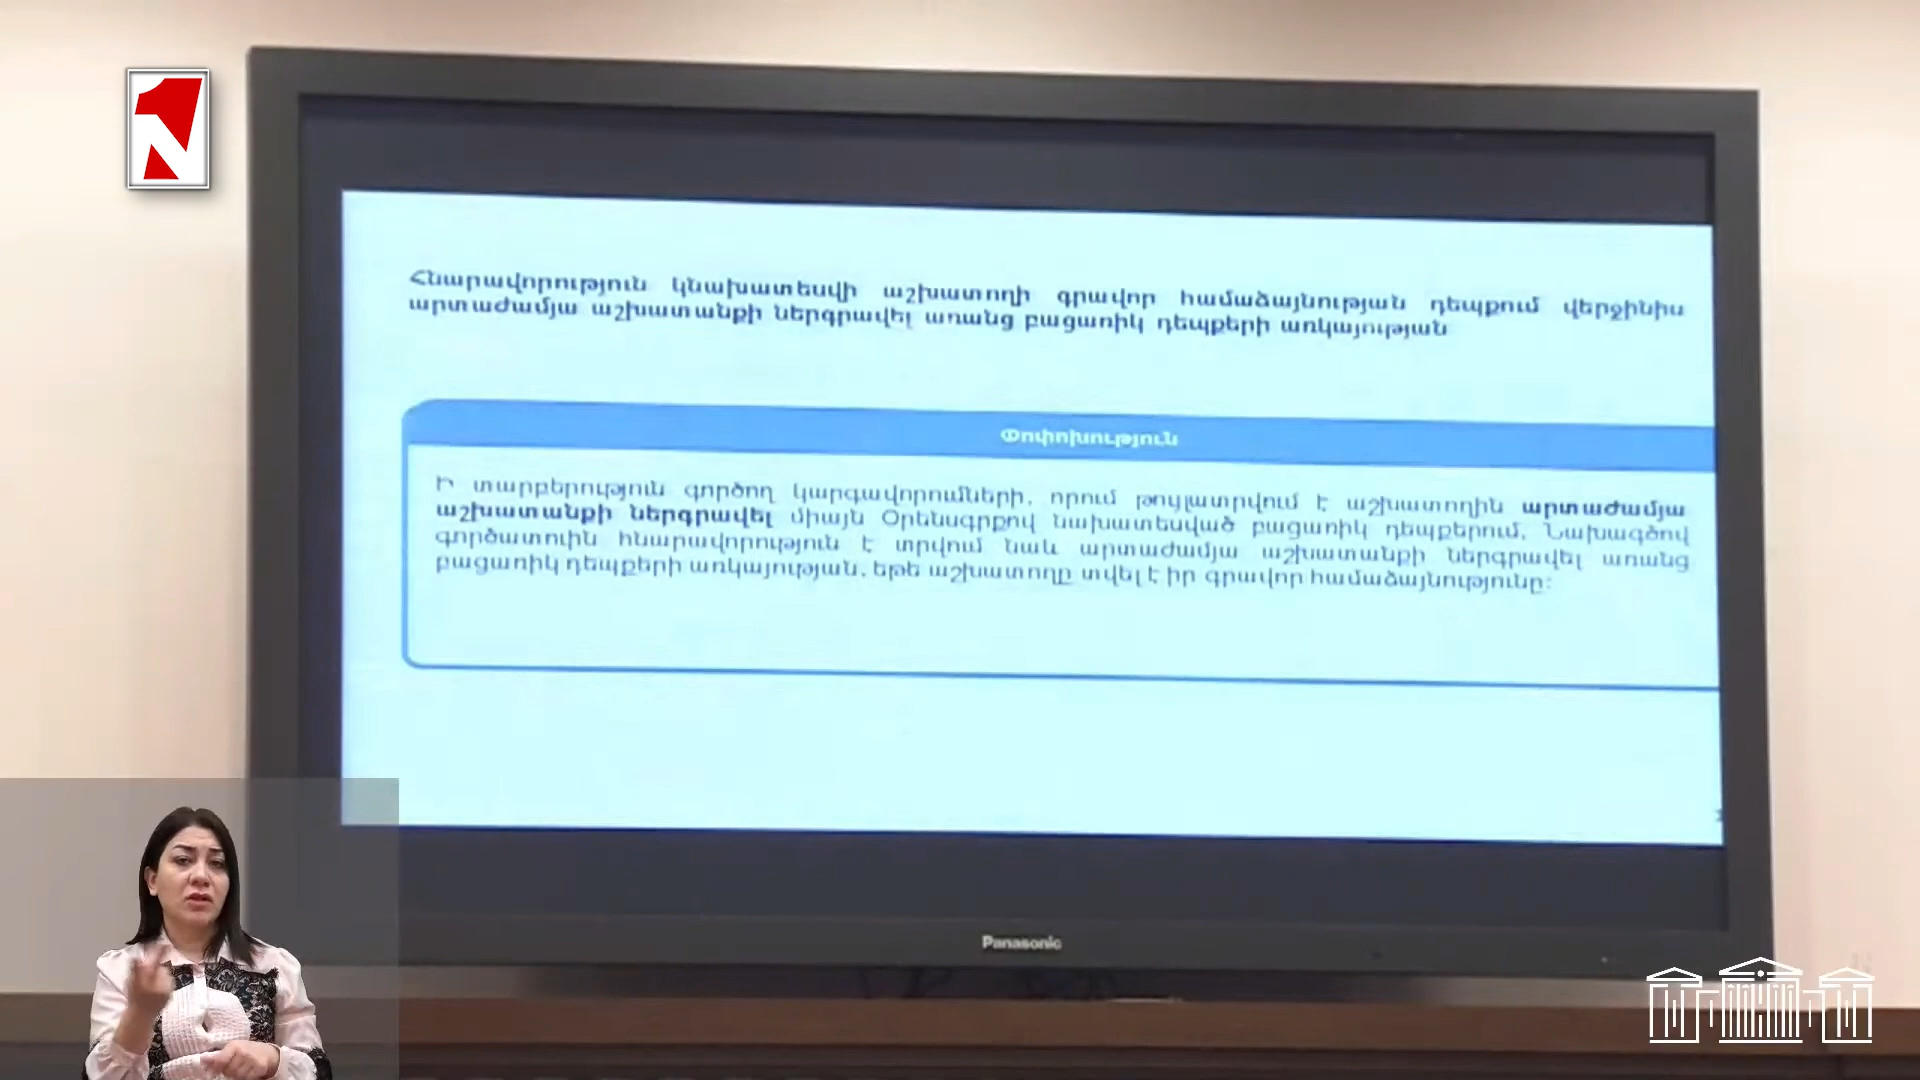 Հնարավորություն կնախատեսվի աշխատողի գրավոր համաձայնության դեպքում վերջինիս
արտաժամյա աշխատանքի ներգրավել առանց բացառիկ դեպքերի առկայության
Փոփոխություն
Ի տարբերություն գործող կարգավորումների, որում թույլատրվում է աշխատողին արտաժամյա
աշխատանքի ներգրավել միայն Օրենսգրքով նախատեսված բացառիկ դեպքերում, Նախագծով
գործատուին հնարավորություն է տրվում նաև արտաժամյա աշխատանքի ներգրավել առանց
բացառիկ դեպքերի առկայության, եթե աշխատողը տվել է իր գրավոր համաձայնությունը:
Panasonic
1N